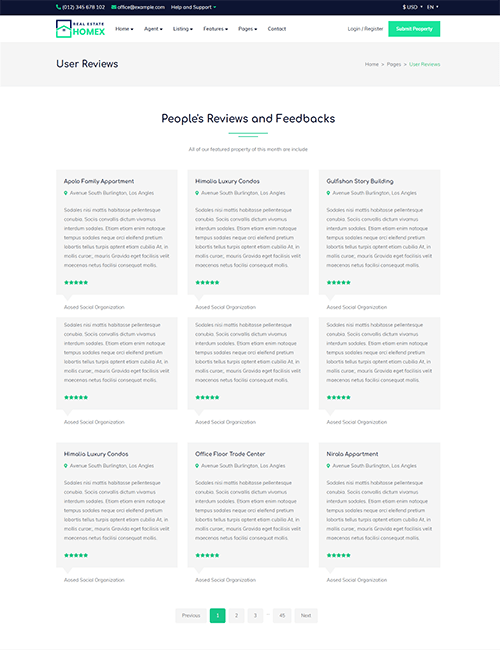 (012) 345 678 102 office@example.com Help and Support $ USD EN
REAL ESTATE
HOMEX
Home Agent Listing Features Pages Contact Login / Register Submit Peoperty
User Reviews
Home > Pages > User Reviews
People's Reviews and Feedbacks
All of our featured property of this month are include
Apolo Family Appartment
Avenue South Burlington, Los Angles
Sodales nisi mattis habitasse pellentesque
conubia. Sociis convallis dictum vivamus
interdum sodales. Etiam etiam enim natoque
tempus sodales neque orci eleifend pretium
lobortis tellus turpis aptent etiam cubilia At, in
mollis curae;, mauris Gravida eget facilisis velit
maecenas netus facilisi consequat mollis.
Aased Social Organization
Himalia Luxury Condos
Avenue South Burlington, Los Angles
Sodales nisi mattis habitasse pellentesque
conubia. Sociis convallis dictum vivamus
interdum sodales. Etiam etiam enim natoque
tempus sodales neque orci eleifend pretium
lobortis tellus turpis aptent etiam cubilia At, in
mollis curae;, mauris Gravida eget facilisis velit
maecenas netus facilisi consequat mollis.
Aased Social Organization
Gulfishan Story Building
Avenue South Burlington, Los Angles
Sodales nisi mattis habitasse pellentesque
conubia. Sociis convallis dictum vivamus
interdum sodales. Etiam etiam enim natoque
tempus sodales neque orci eleifend pretium
lobortis tellus turpis aptent etiam cubilia At, in
mollis curae;, mauris Gravida eget facilisis velit
maecenas netus facilisi consequat mollis.
Aased Social Organization
Sodales nisi mattis habitasse pellentesque
conubia. Sociis convallis dictum vivamus
interdum sodales. Etiam etiam enim natoque
tempus sodales neque orci eleifend pretium
lobortis tellus turpis aptent etiam cubilia At, in
mollis curae;, mauris Gravida eget facilisis velit
maecenas netus facilisi consequat mollis.
Aased Social Organization
Sodales nisi mattis habitasse pellentesque
conubia. Sociis convallis dictum vivamus
interdum sodales. Etiam etiam enim natoque
tempus sodales neque orci eleifend pretium
lobortis tellus turpis aptent etiam cubilia At, in
mollis curae;, mauris Gravida eget facilisis velit
maecenas netus facilisi consequat mollis.
Aased Social Organization
Sodales nisi mattis habitasse pellentesque
conubia. Sociis convallis dictum vivamus
interdum sodales. Etiam etiam enim natoque
tempus sodales neque orci eleifend pretium
lobortis tellus turpis aptent etiam cubilia At, in
mollis curae;, mauris Gravida eget facilisis velit
maecenas netus facilisi consequat mollis.
Aased Social Organization
Himalia Luxury Condos
Avenue South Burlington, Los Angles
Sodales nisi mattis habitasse pellentesque
conubia. Sociis convallis dictum vivamus
interdum sodales. Etiam etiam enim natoque
tempus sodales neque orci eleifend pretium
lobortis tellus turpis aptent etiam cubilia At, in
mollis curae;, mauris Gravida eget facilisis velit
maecenas netus facilisi consequat mollis.
Aased Social Organization
Office Floor Trade Center
Avenue South Burlington, Los Angles
Sodales nisi mattis habitasse pellentesque
conubia. Sociis convallis dictum vivamus
interdum sodales. Etiam etiam enim natoque
tempus sodales neque orci eleifend pretium
lobortis tellus turpis aptent etiam cubilia At, in
mollis curae;, mauris Gravida eget facilisis velit
maecenas netus facilisi consequat mollis.
Aased Social Organization
Nirala Appartment
Avenue South Burlington, Los Angles
Sodales nisi mattis habitasse pellentesque
conubia. Sociis convallis dictum vivamus
interdum sodales. Etiam etiam enim natoque
tempus sodales neque orci eleifend pretium
lobortis tellus turpis aptent etiam cubilia At, in
mollis curae;, mauris Gravida eget facilisis velit
maecenas netus facilisi consequat mollis.
Aased Social Organization
Previous 1 2 3 ... 45 Next